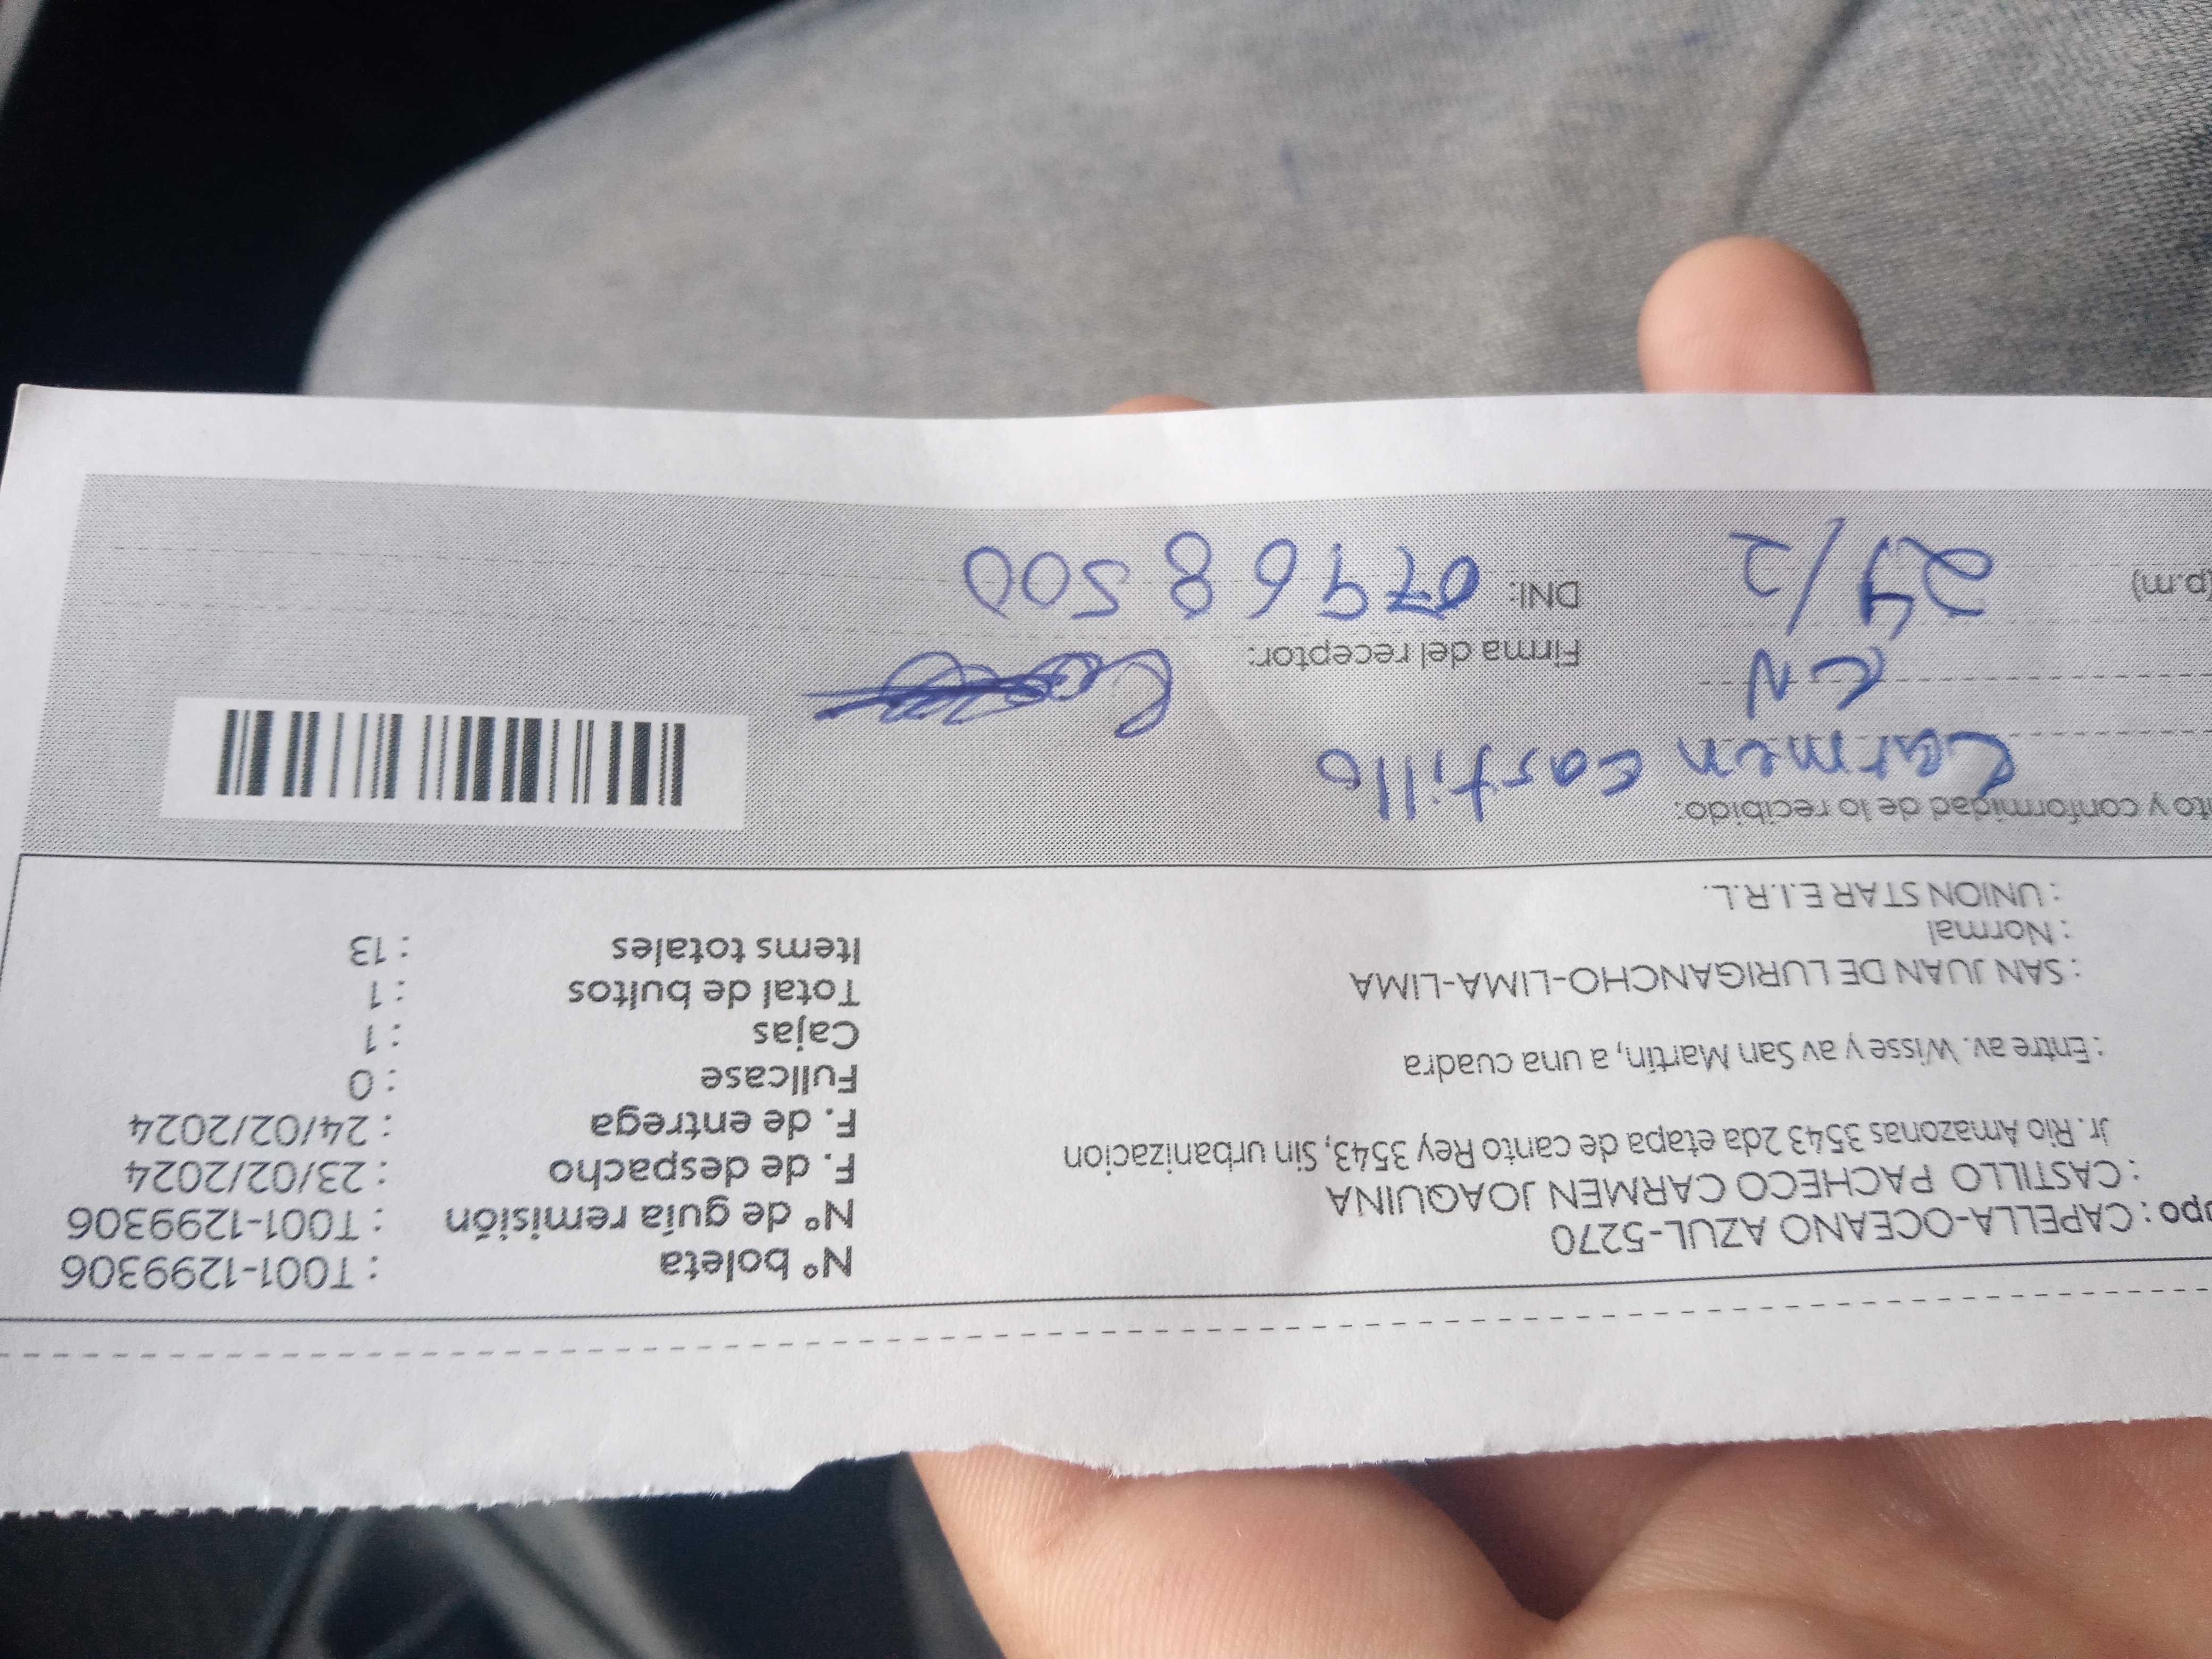 upo : CAPELLA-OCEANO AZUL-5270
: CASTILLO PACHECO CARMEN JOAQUINA
Jr. Rio Amazonas 3543 2da etapa de canto Rey 3543, Sin urbanizacion
: Entre av. Wisse y av San Martin, a una cuadra
: SAN JUAN DE LURIGANCHO-LIMA-LIMA
: Normal
: UNION STAR E.I.R.L.
N° boleta : T001-1299306
N° de guía remisión : T001-1299306
F. de despacho : 23/02/2024
F. de entrega : 24/02/2024
Fullcase : 0
Cajas : 1
Total de bultos : 1
Items totales : 13
to y conformidad de lo recibido:
Carmen Castillo
CN
Firma del receptor:
(p.m) 24/2
DNI: 07968500